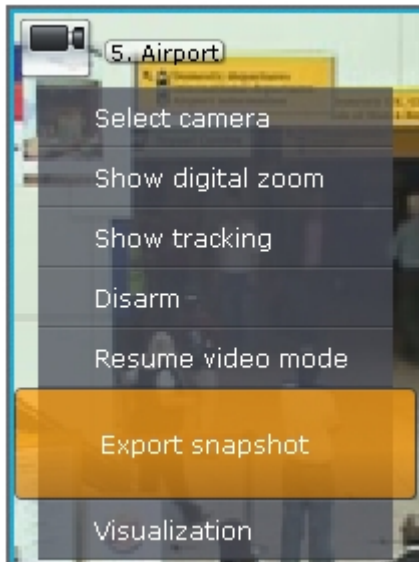 5. Airport
Select camera
Show digital zoom
Show tracking
Disarm
Resume video mode
Export snapshot
Visualization